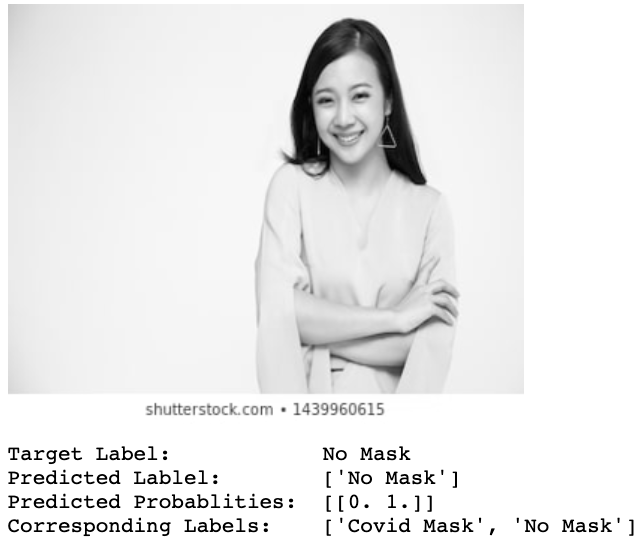 shutterstock.com • 1439960615
Target Label: No Mask
Predicted Lablel: ['No Mask']
Predicted Probablities: [[0. 1.]]
Corresponding Labels: ['Covid Mask', 'No Mask']